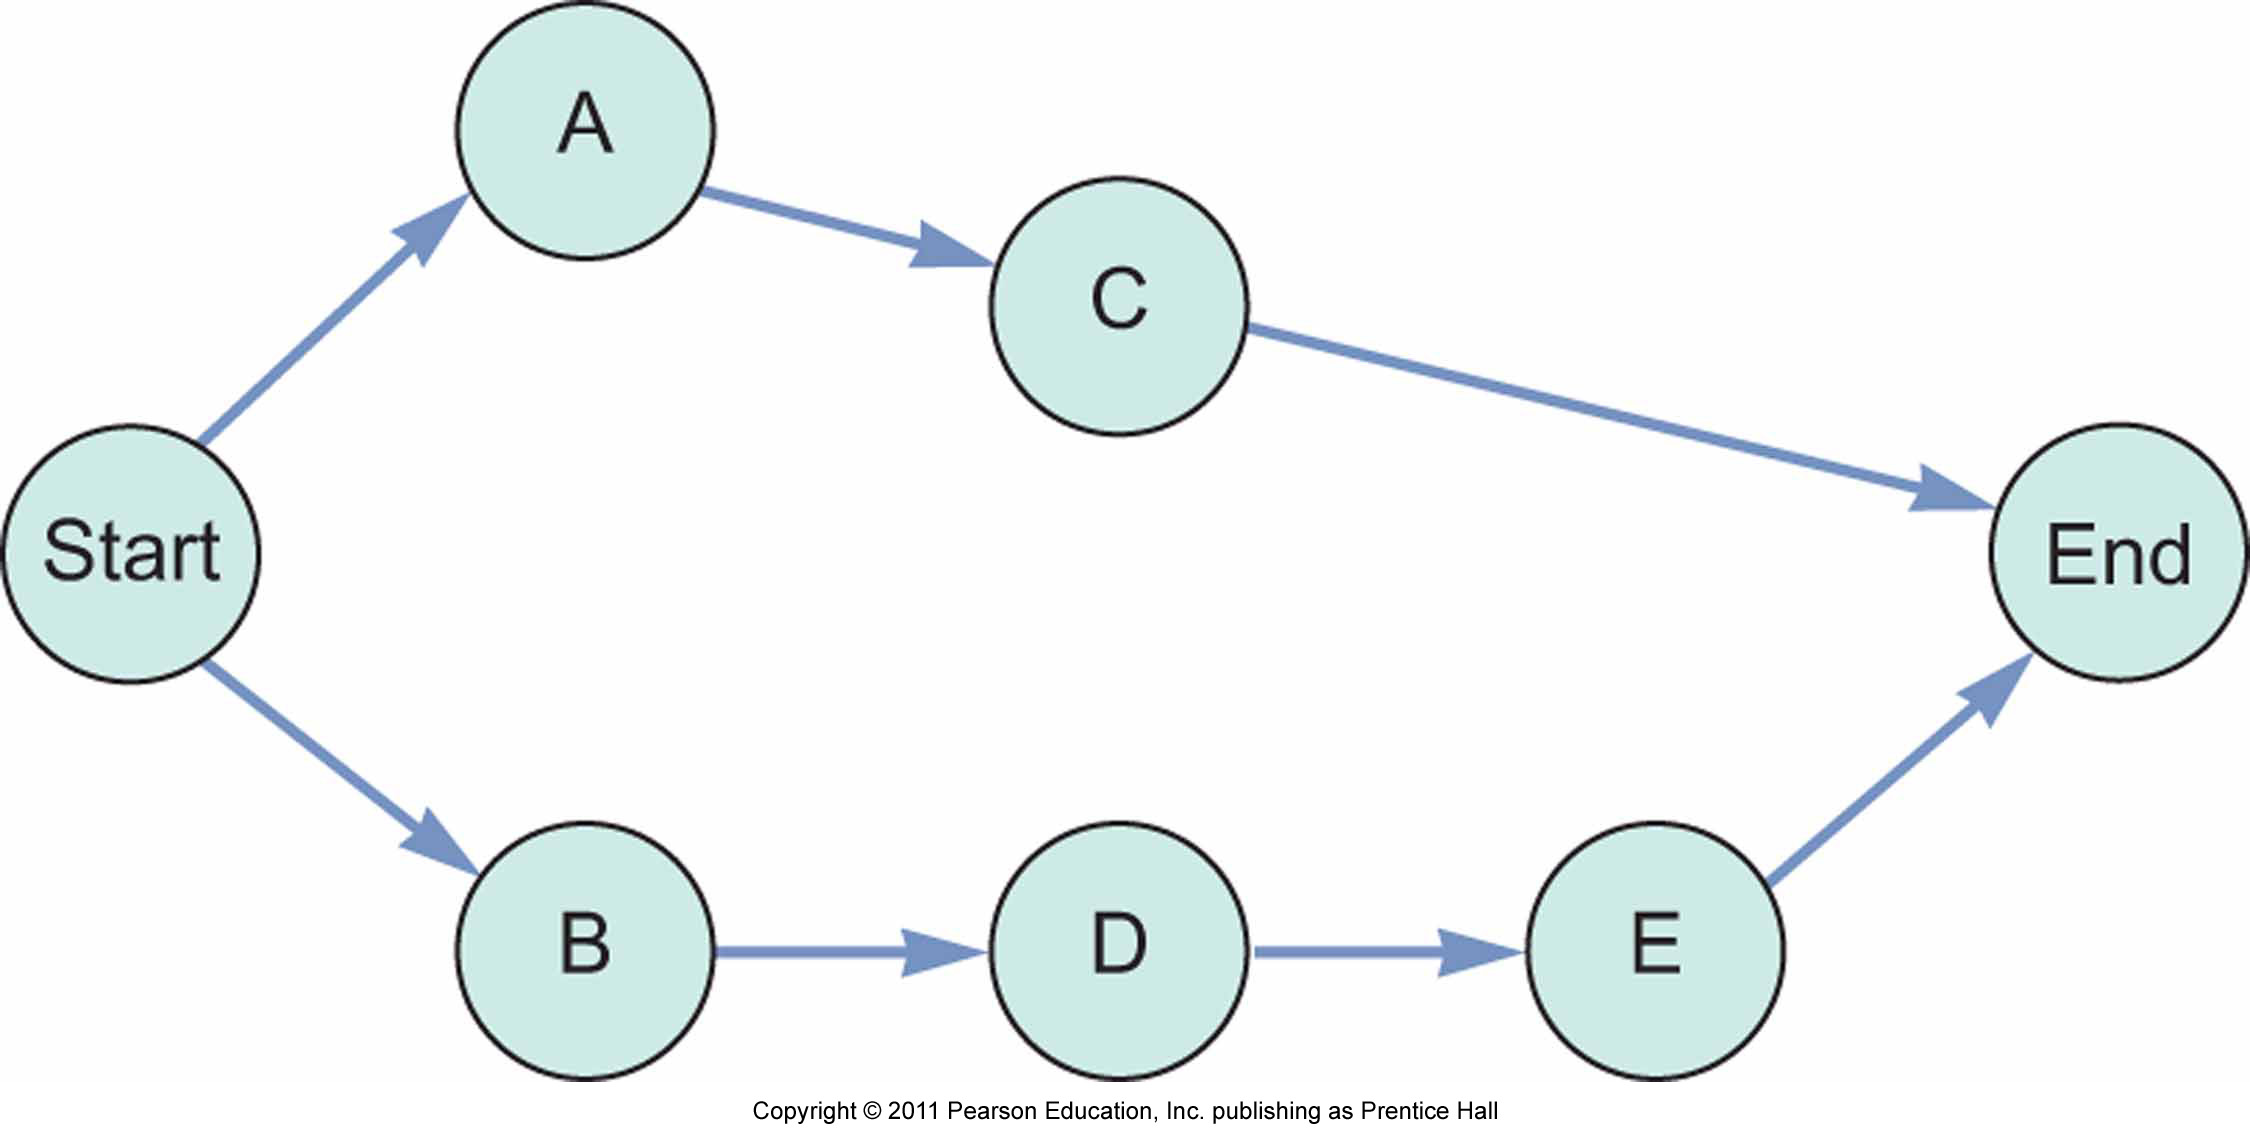 A
C
Start
End
B
D
E
Copyright © 2011 Pearson Education, Inc. publishing as Prentice Hall